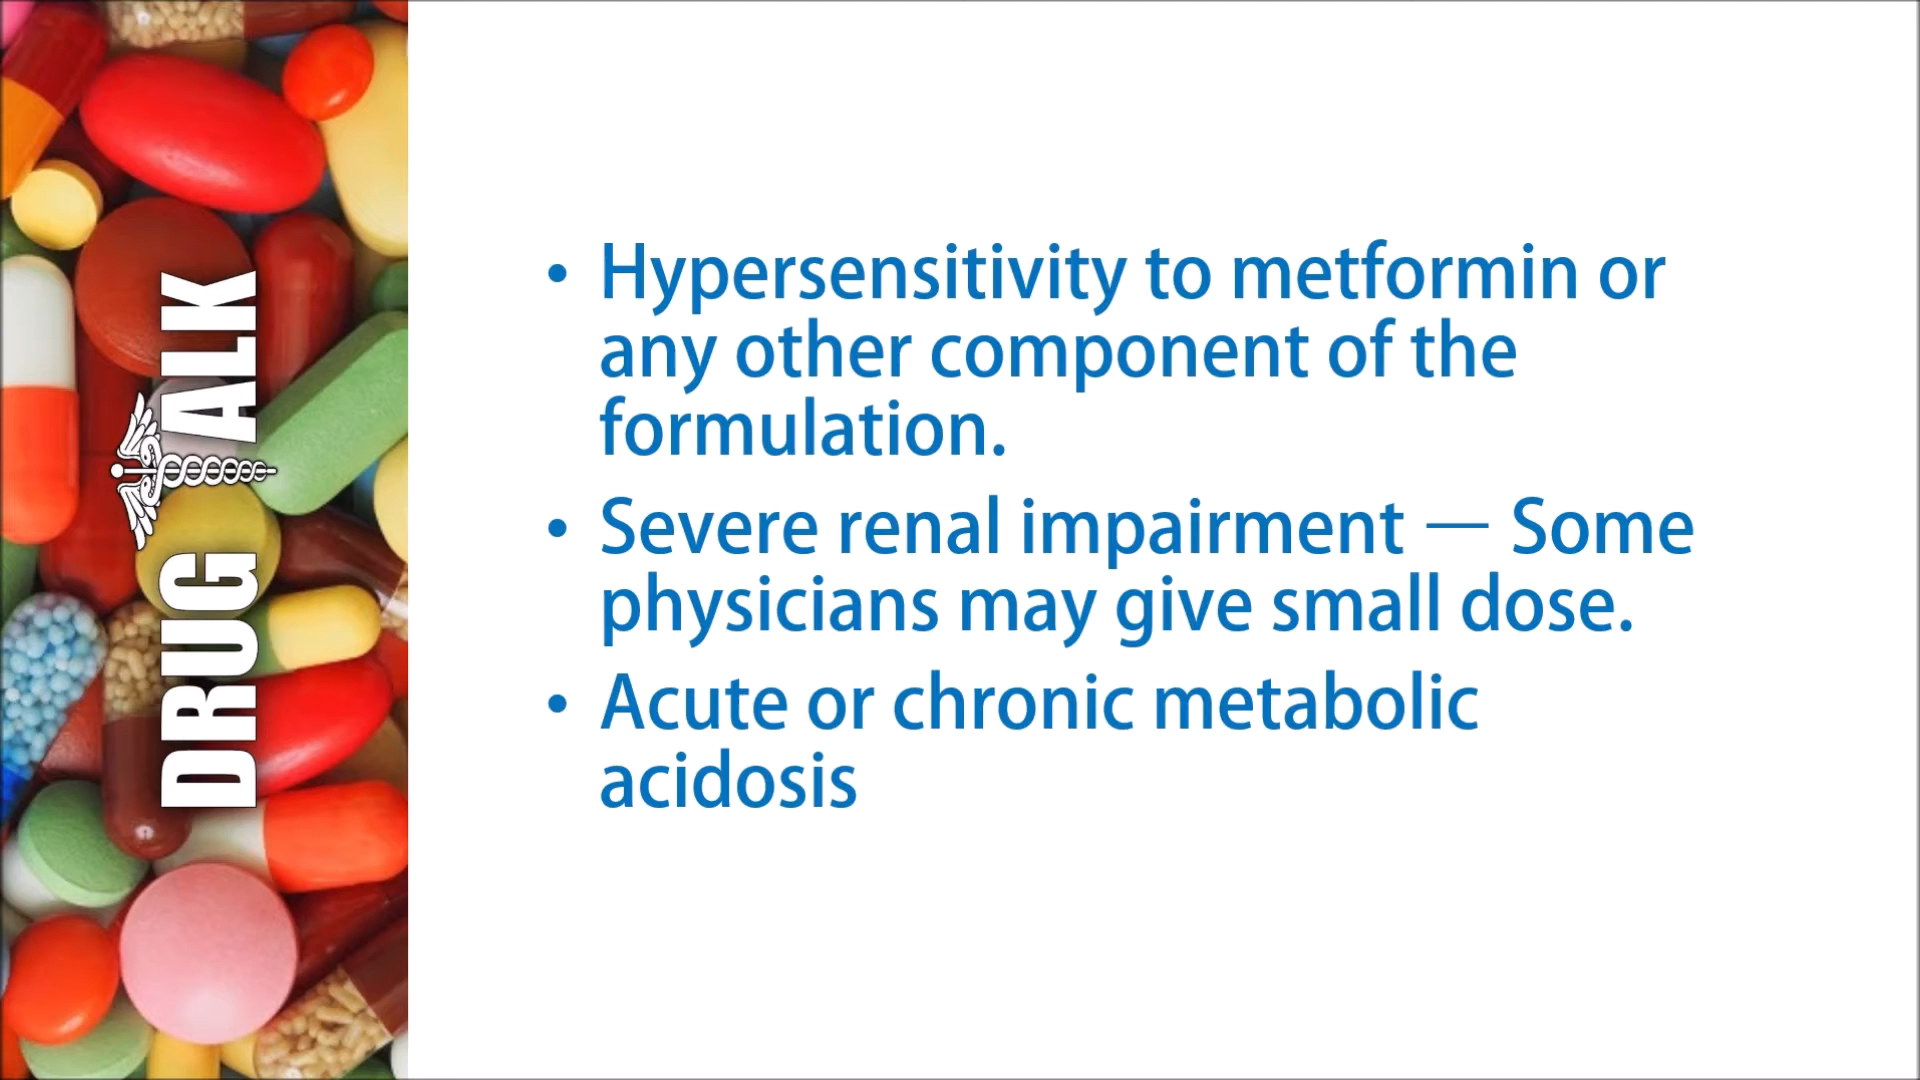 DRUG ALK
• Hypersensitivity to metformin or
any other component of the
formulation.
• Severe renal impairment — Some
physicians may give small dose.
• Acute or chronic metabolic
acidosis